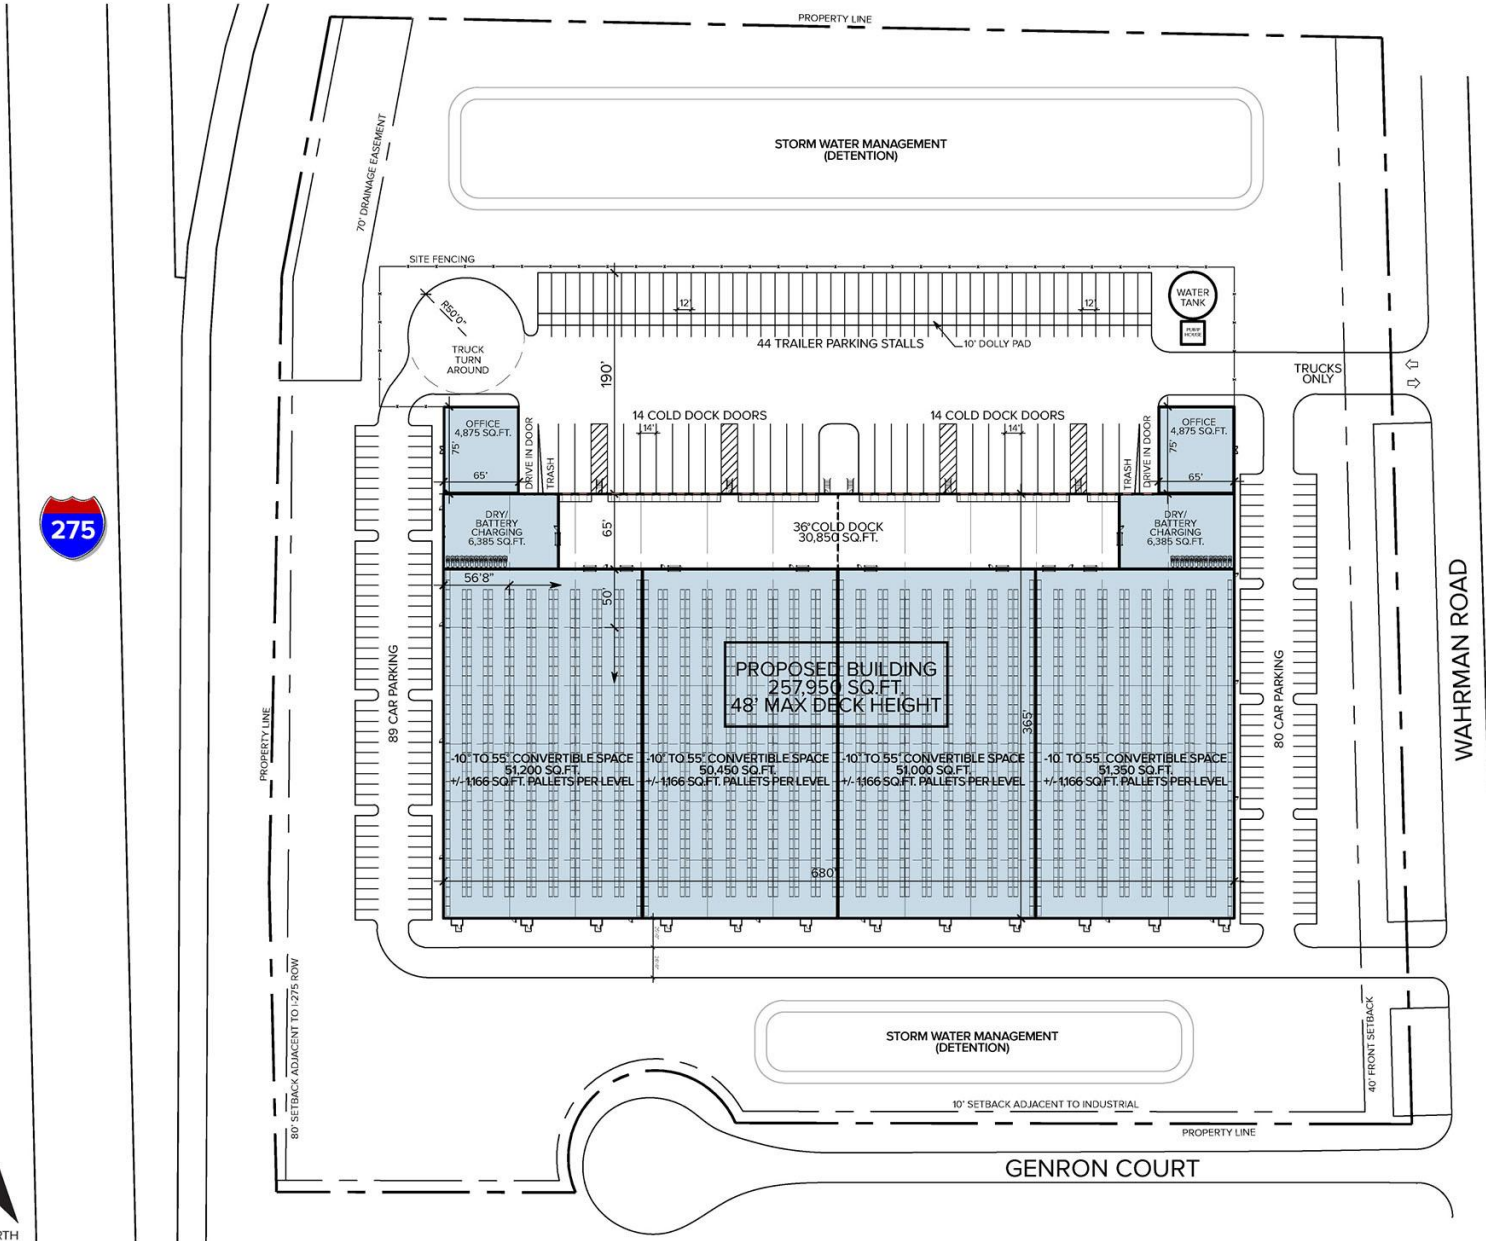 PROPERTY LINE
70' DRAINAGE EASEMENT
STORM WATER MANAGEMENT
(DETENTION)
SITE FENCING
R50'0"
TRUCK
TURN
AROUND
12'
12'
WATER
TANK
PUMP
HOUSE
44 TRAILER PARKING STALLS
10' DOLLY PAD
190'
TRUCKS
ONLY
OFFICE
4,875 SQ.FT.
75'
65'
DRIVE IN DOOR
TRASH
14 COLD DOCK DOORS
14'
14 COLD DOCK DOORS
14'
TRASH
DRIVE IN DOOR
OFFICE
4,875 SQ.FT.
75'
65'
275
DRY/
BATTERY
CHARGING
6,385 SQ.FT.
65'
36° COLD DOCK
30,850 SQ.FT.
DRY/
BATTERY
CHARGING
6,385 SQ.FT.
56'8"
50'
PROPOSED BUILDING
257,950 SQ.FT.
48' MAX DECK HEIGHT
365'
89 CAR PARKING
80 CAR PARKING
WAHRMAN ROAD
PROPERTY LINE
-10° TO 55° CONVERTIBLE SPACE
51,200 SQ.FT.
+/-1,166 SQ.FT. PALLETS PER LEVEL
-10° TO 55° CONVERTIBLE SPACE
50,450 SQ.FT.
+/-1,166 SQ.FT. PALLETS PER LEVEL
-10° TO 55° CONVERTIBLE SPACE
51,000 SQ.FT.
+/-1,166 SQ.FT. PALLETS PER LEVEL
-10° TO 55° CONVERTIBLE SPACE
51,350 SQ.FT.
+/-1,166 SQ.FT. PALLETS PER LEVEL
680'
80' SETBACK ADJACENT TO I-275 ROW
STORM WATER MANAGEMENT
(DETENTION)
40' FRONT SETBACK
10' SETBACK ADJACENT TO INDUSTRIAL
PROPERTY LINE
GENRON COURT